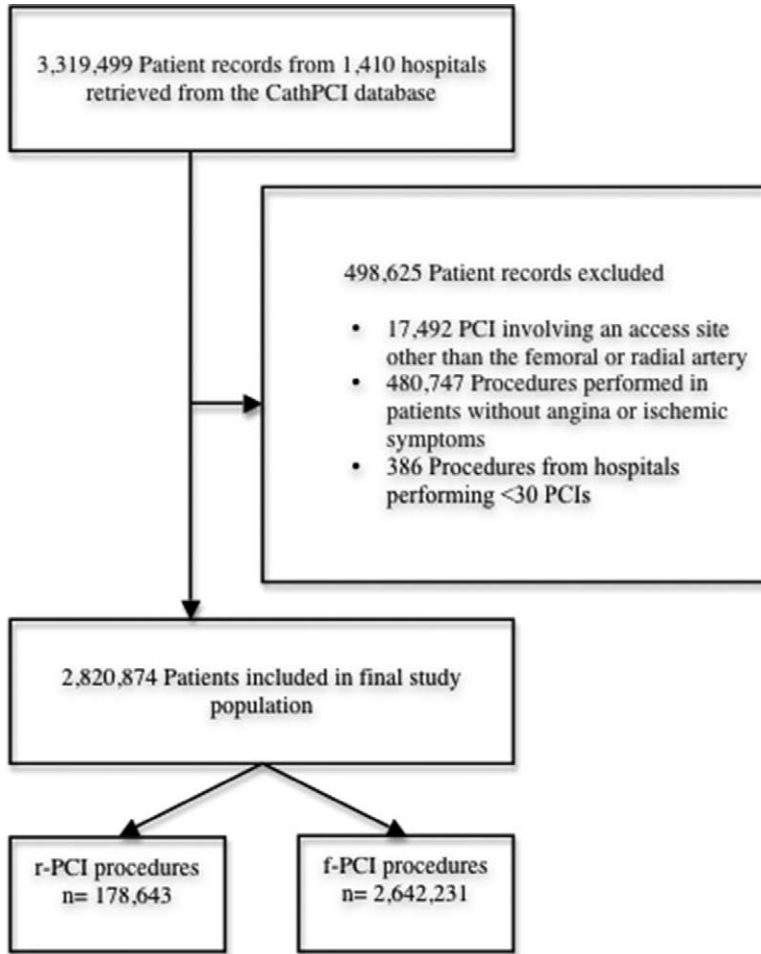 3,319,499 Patient records from 1,410 hospitals
retrieved from the CathPCI database
498,625 Patient records excluded
• 17,492 PCI involving an access site
other than the femoral or radial artery
• 480,747 Procedures performed in
patients without angina or ischemic
symptoms
• 386 Procedures from hospitals
performing <30 PCIs
2,820,874 Patients included in final study
population
r-PCI procedures
n= 178,643
f-PCI procedures
n= 2,642,231